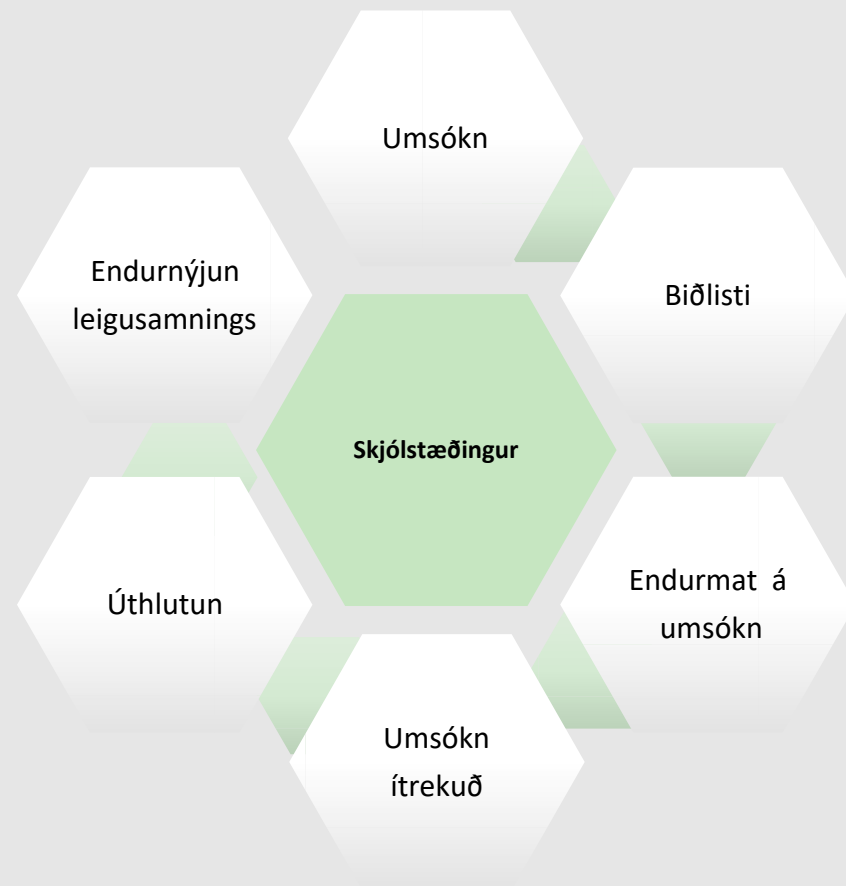 Umsókn
Biðlisti
Endurmat á
umsókn
Umsókn
ítrekuð
Úthlutun
Endurnýjun
leigusamnings
Skjólstæðingur